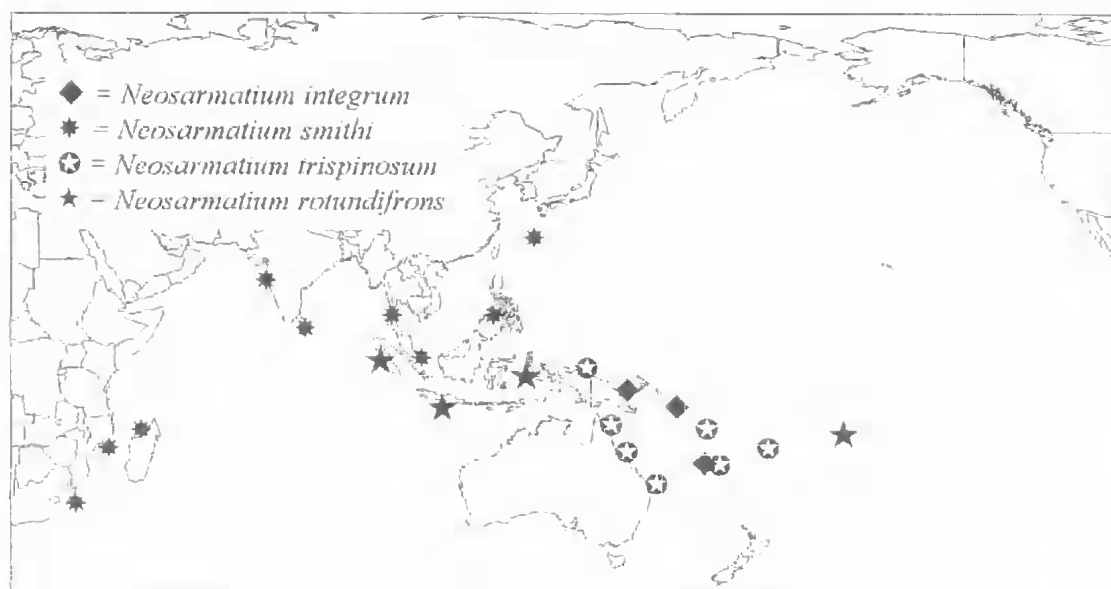 = Neosarmatium integrum
= Neosarmatium smithi
= Neosarmatium trispinosum
– Neosarmatium rotundifrons